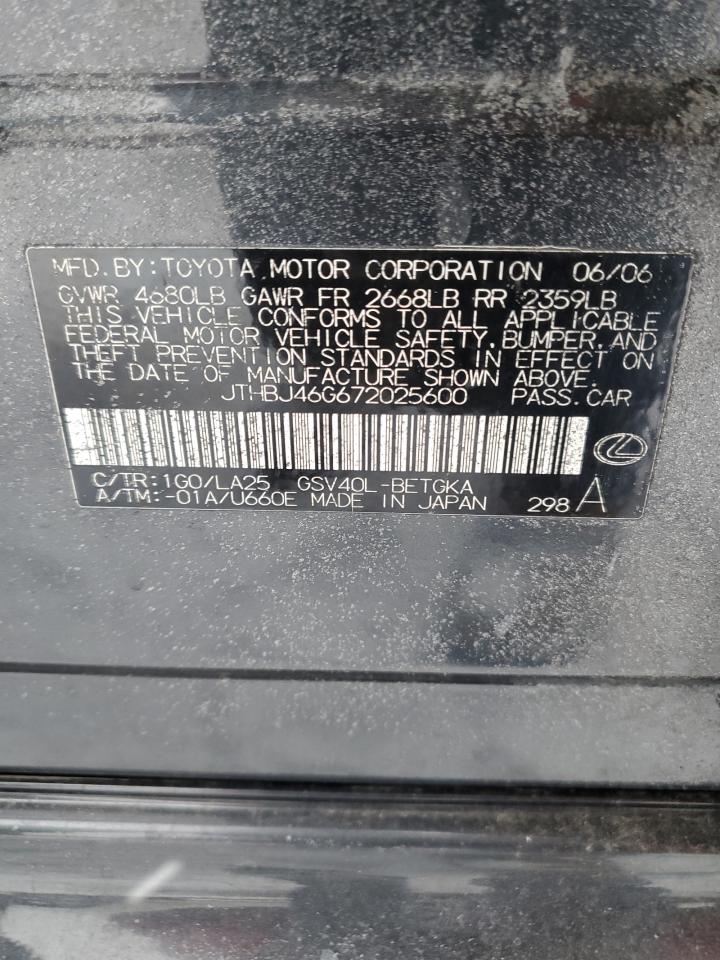 MFD. BY: TOYOTA MOTOR CORPORATION 06/06
GVWR 4680LB GAWR FR 2668LB RR 2359LB
THIS VEHICLE CONFORMS TO ALL APPLICABLE
FEDERAL MOTOR VEHICLE SAFETY, BUMPER, AND
THEFT PREVENTION STANDARDS IN EFFECT ON
THE DATE OF MANUFACTURE SHOWN ABOVE.
JTHBJ46G672025600 PASS. CAR
C/TR: 1G0/LA25 GSV40L-BETGKA
A/TM: -01A/U660E MADE IN JAPAN 298 A